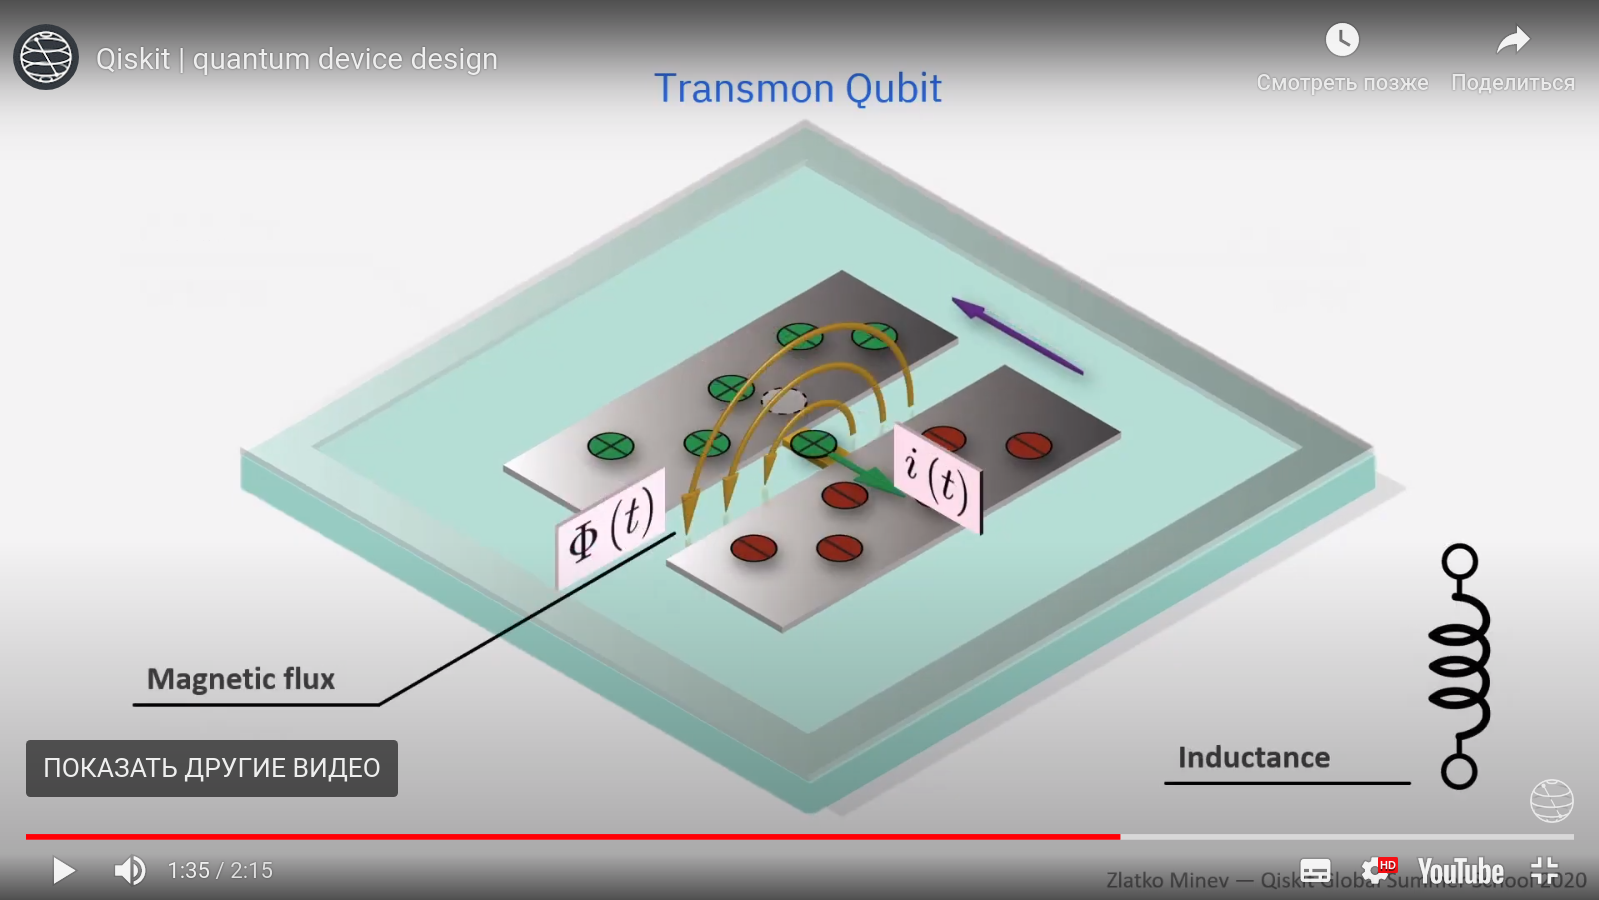 Qiskit | quantum device design
Смотреть позже
Поделиться
Transmon Qubit
i (t)
Φ (t)
Magnetic flux
Inductance
ПОКАЗАТЬ ДРУГИЕ ВИДЕО
1:35 / 2:15
HD
YouTube
Zlatko Minev — Qiskit Global Summer School 2020